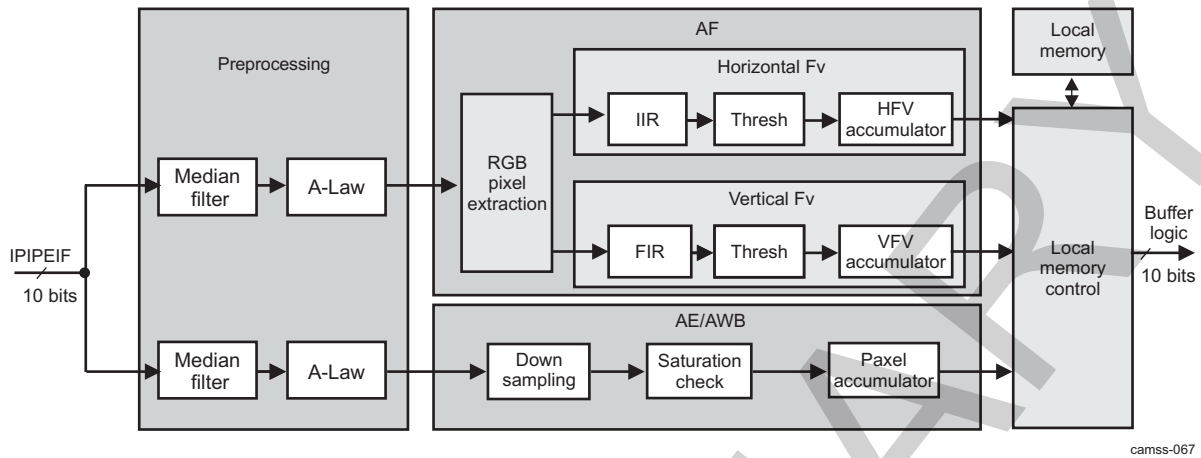 Preprocessing
AF
Local
memory
Horizontal Fv
IIR
Thresh
HFV
accumulator
Median
filter
A-Law
RGB
pixel
extraction
Vertical Fv
FIR
Thresh
VFV
accumulator
IPIPEIF
10 bits
Local
memory
control
Buffer
logic
10 bits
AE/AWB
Median
filter
A-Law
Down
sampling
Saturation
check
Paxel
accumulator
camss-067